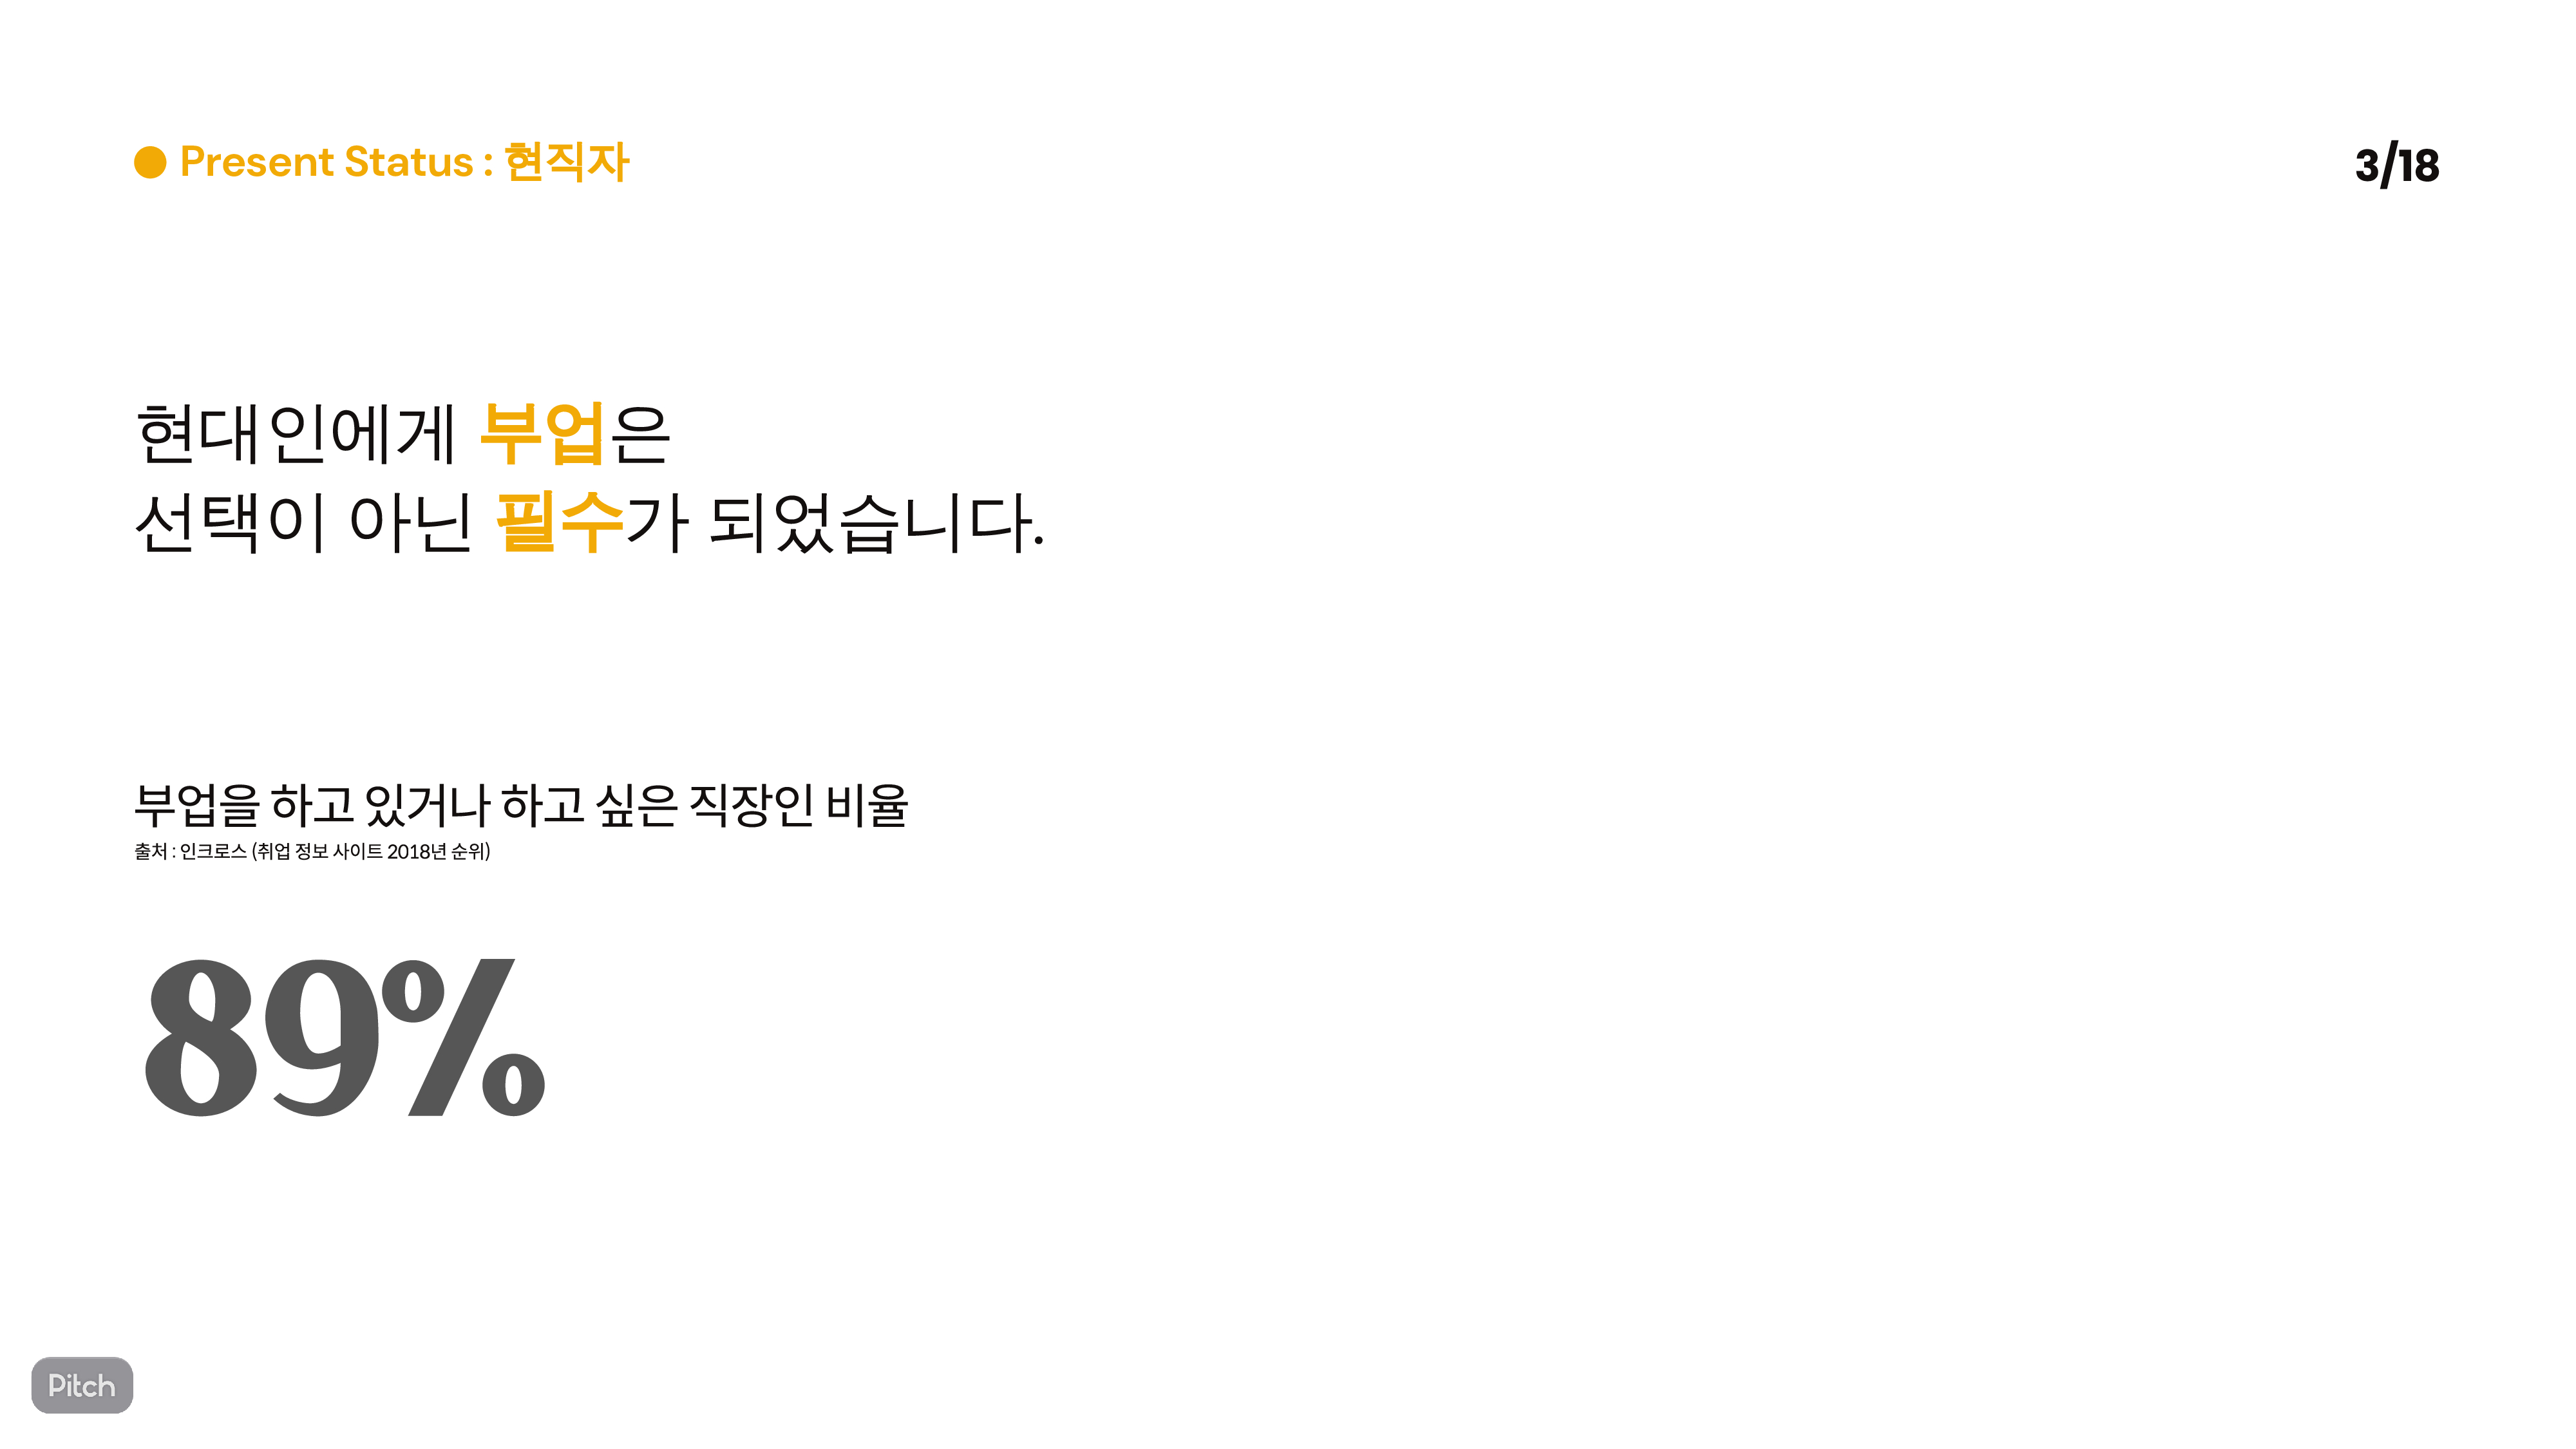 Present Status : 현직자
3/18
현대인에게 부업은
선택이 아닌 필수가 되었습니다.
부업을 하고 있거나 하고 싶은 직장인 비율
출처 : 인크로스 (취업 정보 사이트 2018년 순위)
89%
Pitch